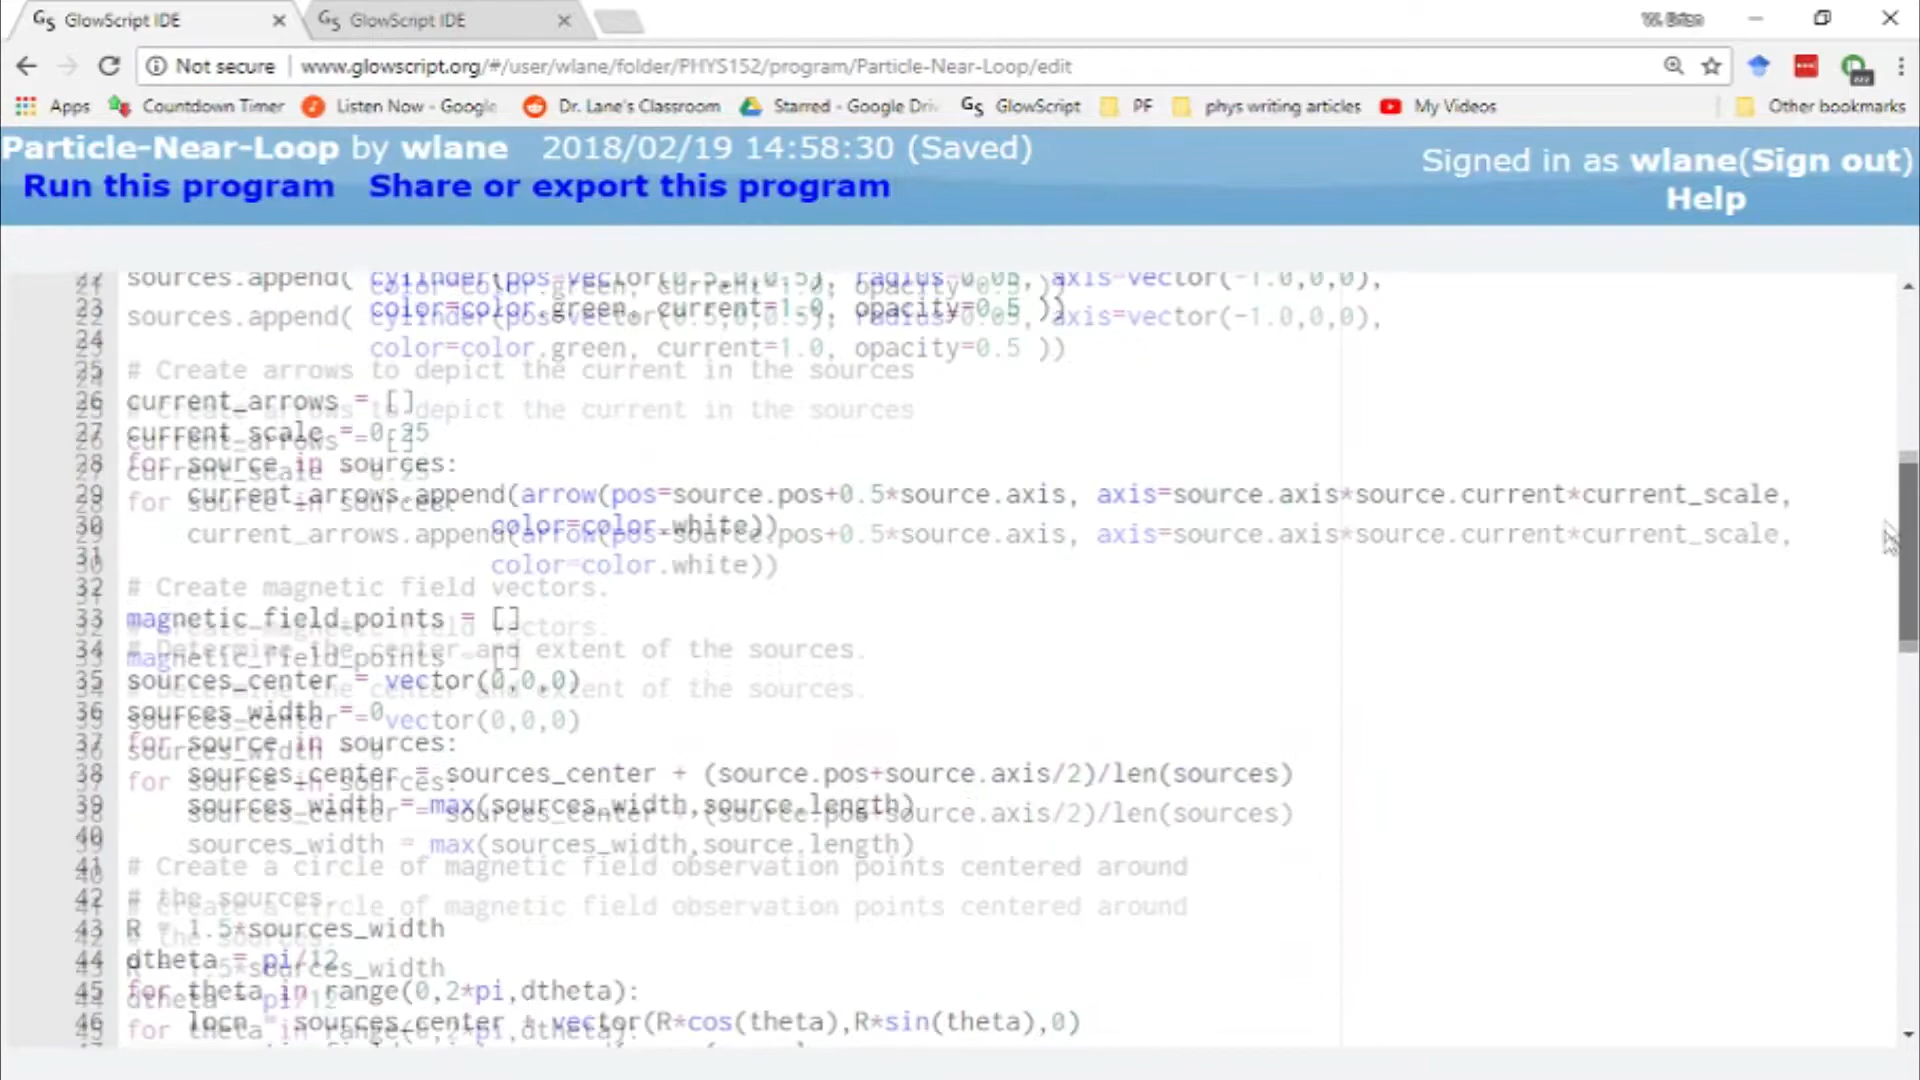 GlowScript IDE
GlowScript IDE
W. Brian
Not secure | www.glowscript.org/#/user/wlane/folder/PHYS152/program/Particle-Near-Loop/edit
Apps Countdown Timer Listen Now - Google Dr. Lane's Classroom Starred - Google Driv GlowScript PF phys writing articles My Videos Other bookmarks
Particle-Near-Loop by wlane 2018/02/19 14:58:30 (Saved)
Signed in as wlane(Sign out)
Run this program Share or export this program
Help
22 sources.append( cylinder(pos=vector(0.5,0,0.5), radius=0.05, axis=vector(-1.0,0,0),
23 color=color.green, current=1.0, opacity=0.5 ))
24
25 # Create arrows to depict the current in the sources
26 current_arrows = []
27 current_scale = 0.25
28 for source in sources:
29 current_arrows.append(arrow(pos=source.pos+0.5*source.axis, axis=source.axis*source.current*current_scale,
30 color=color.white))
31
32 # Create magnetic field vectors.
33 magnetic_field_points = []
34 # Determine the center and extent of the sources.
35 sources_center = vector(0,0,0)
36 sources_width = 0
37 for source in sources:
38 sources_center = sources_center + (source.pos+source.axis/2)/len(sources)
39 sources_width = max(sources_width,source.length)
40
41 # Create a circle of magnetic field observation points centered around
42 # the sources.
43 R = 1.5*sources_width
44 dtheta = pi/12
45 for theta in range(0,2*pi,dtheta):
46 locn = sources_center + vector(R*cos(theta),R*sin(theta),0)